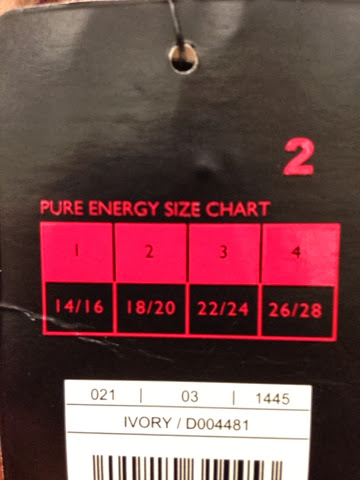 2
PURE ENERGY SIZE CHART
1 2 3 4
14/16 18/20 22/24 26/28
021 | 03 | 1445
IVORY / D004481